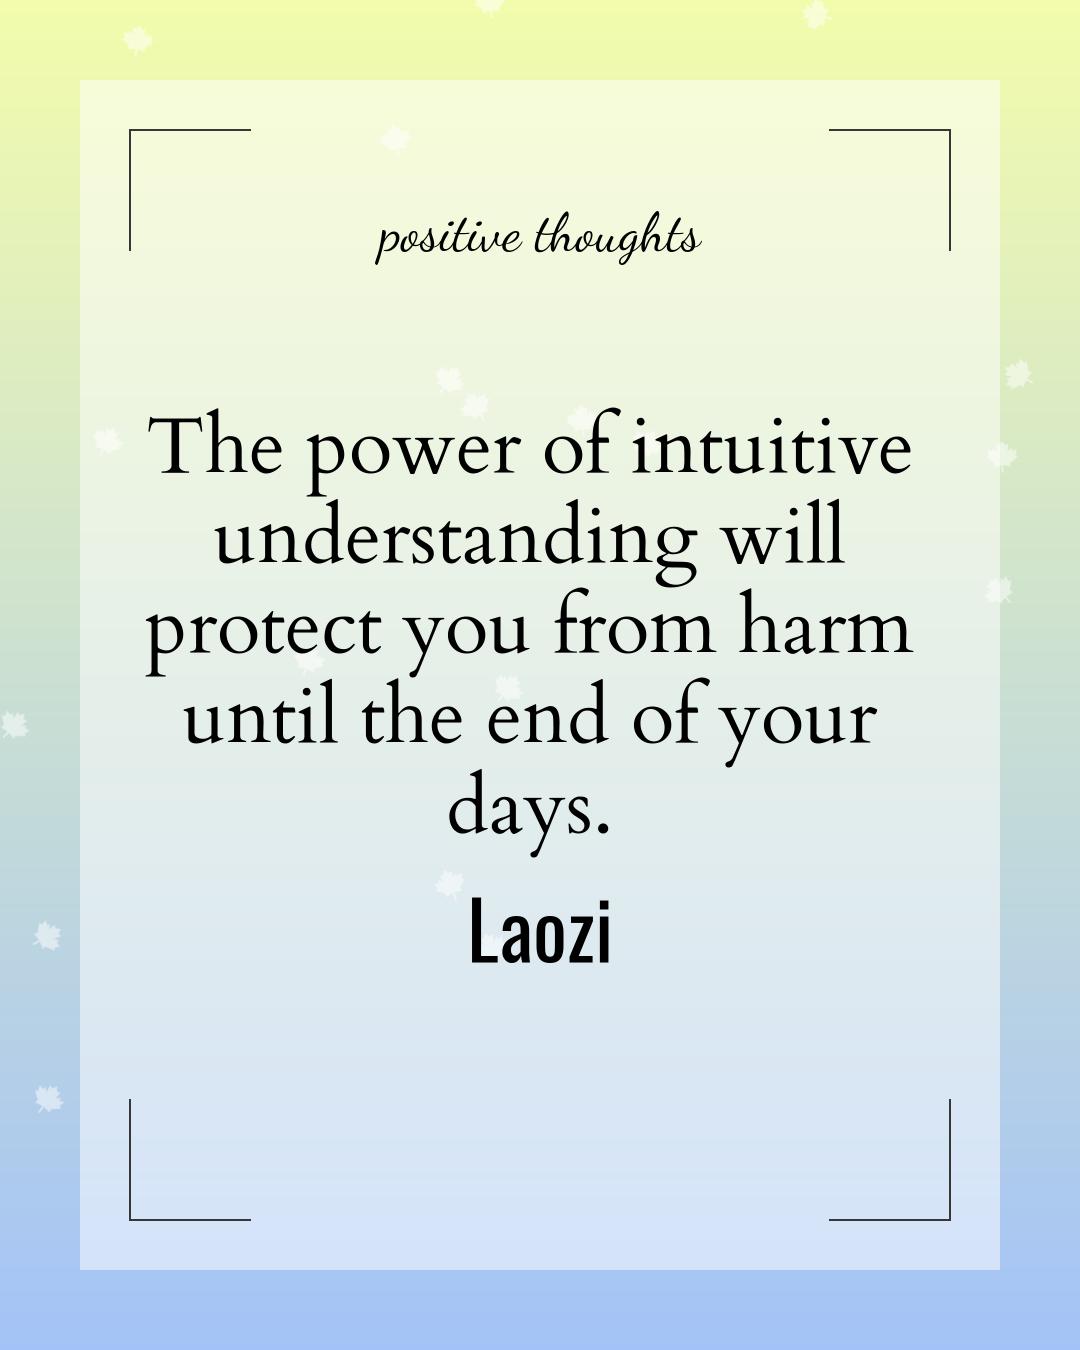 positive thoughts
The power of intuitive
understanding will
protect you from harm
until the end of your
days.
Laozi